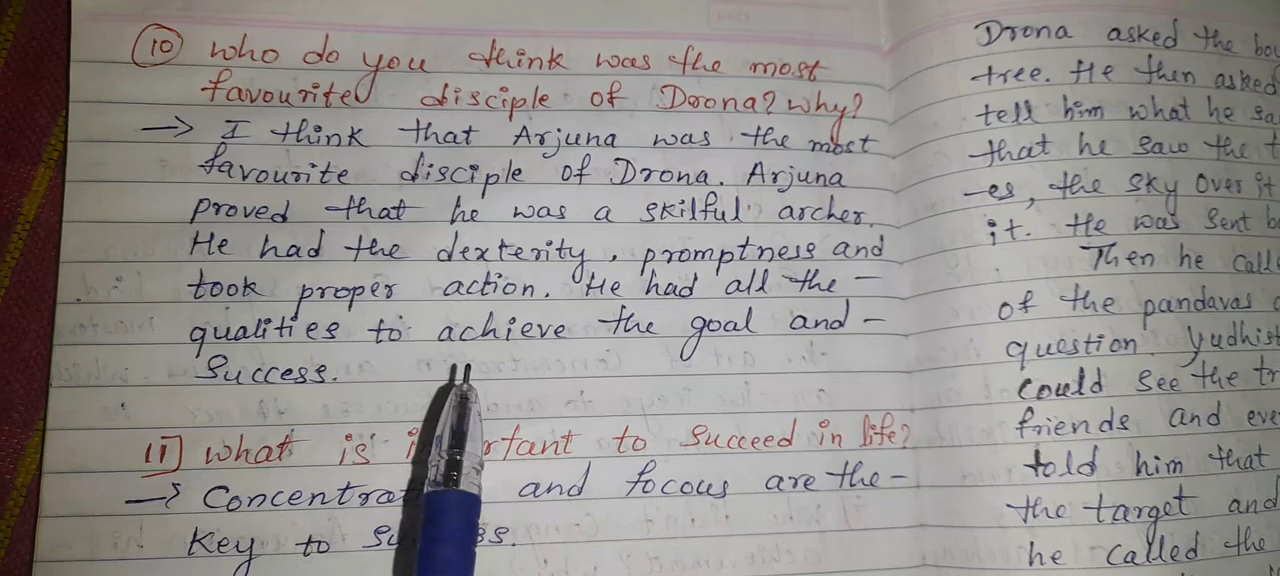 10 who do you think was the most
favourite disciple of Drona? why?
→ I think that Arjuna was the most
favourite disciple of Drona. Arjuna
proved that he was a skilful archer.
He had the dexterity, promptness and
took proper action. He had all the -
qualities to achieve the goal and -
Success.
11] what is to succeed in life?
→ and focous are the -
Key to
Drona asked the
tree. He then asked
tell him what he
that he saw the
-es, the sky over it
it. He was sent
Then he
of the pandavas
question.
could see the
friends and
told him that
the target and
he called the